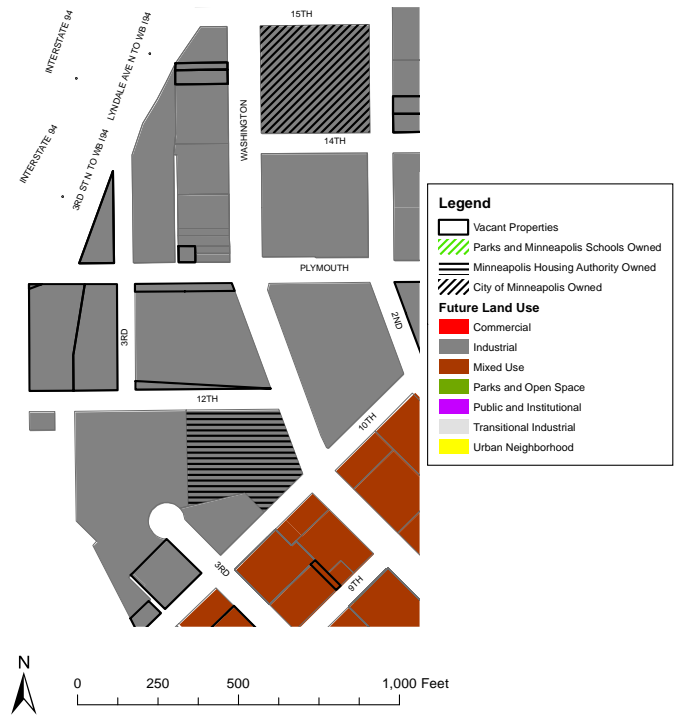 15TH
INTERSTATE 94
LYNDALE AVE N TO WB I94
WASHINGTON
14TH
INTERSTATE 94
3RD ST N TO WB I94
PLYMOUTH
3RD
2ND
12TH
10TH
3RD
9TH
Legend
Vacant Properties
Parks and Minneapolis Schools Owned
Minneapolis Housing Authority Owned
City of Minneapolis Owned
Future Land Use
Commercial
Industrial
Mixed Use
Parks and Open Space
Public and Institutional
Transitional Industrial
Urban Neighborhood
N
0 250 500 1,000 Feet